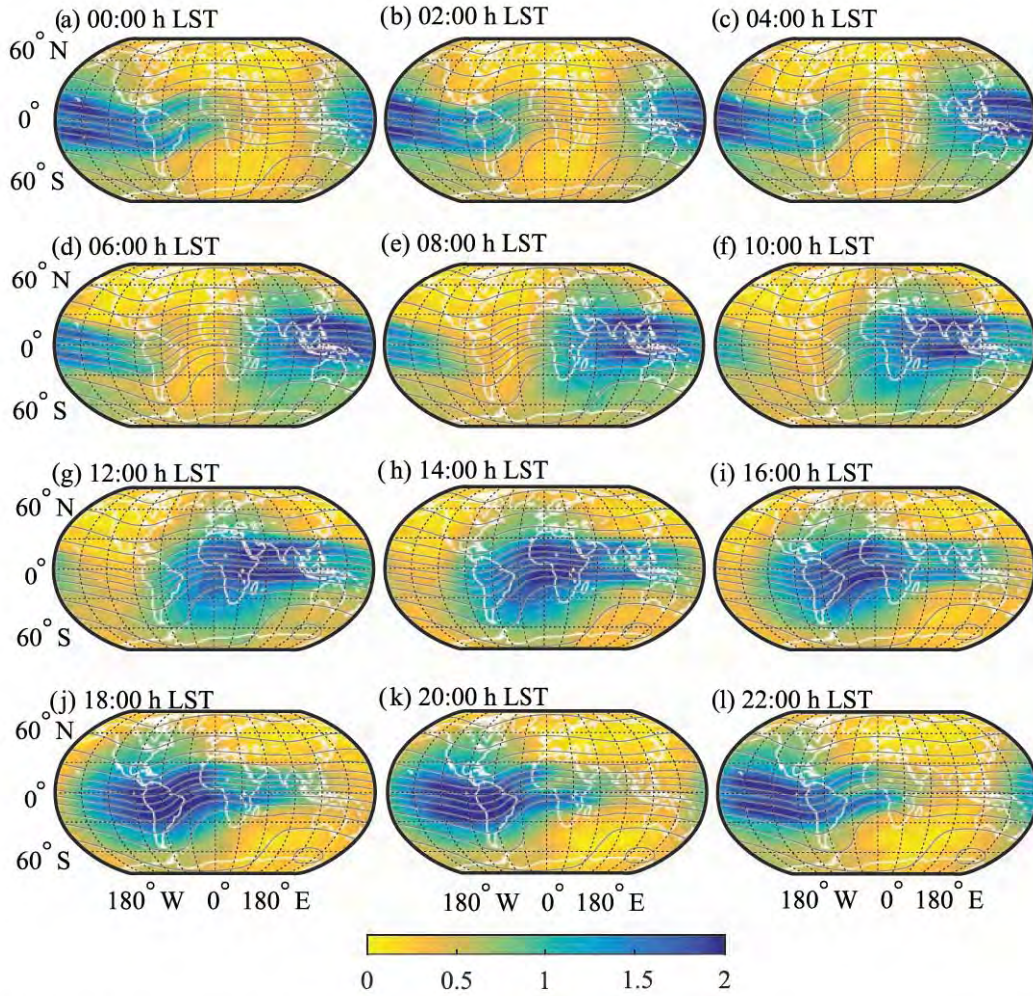 (a) 00:00 h LST
(b) 02:00 h LST
(c) 04:00 h LST
60° N
0°
60° S
(d) 06:00 h LST
(e) 08:00 h LST
(f) 10:00 h LST
60° N
0°
60° S
(g) 12:00 h LST
(h) 14:00 h LST
(i) 16:00 h LST
60° N
0°
60° S
(j) 18:00 h LST
(k) 20:00 h LST
(l) 22:00 h LST
60° N
0°
60° S
180° W 0° 180° E
180° W 0° 180° E
180° W 0° 180° E
0 0.5 1 1.5 2